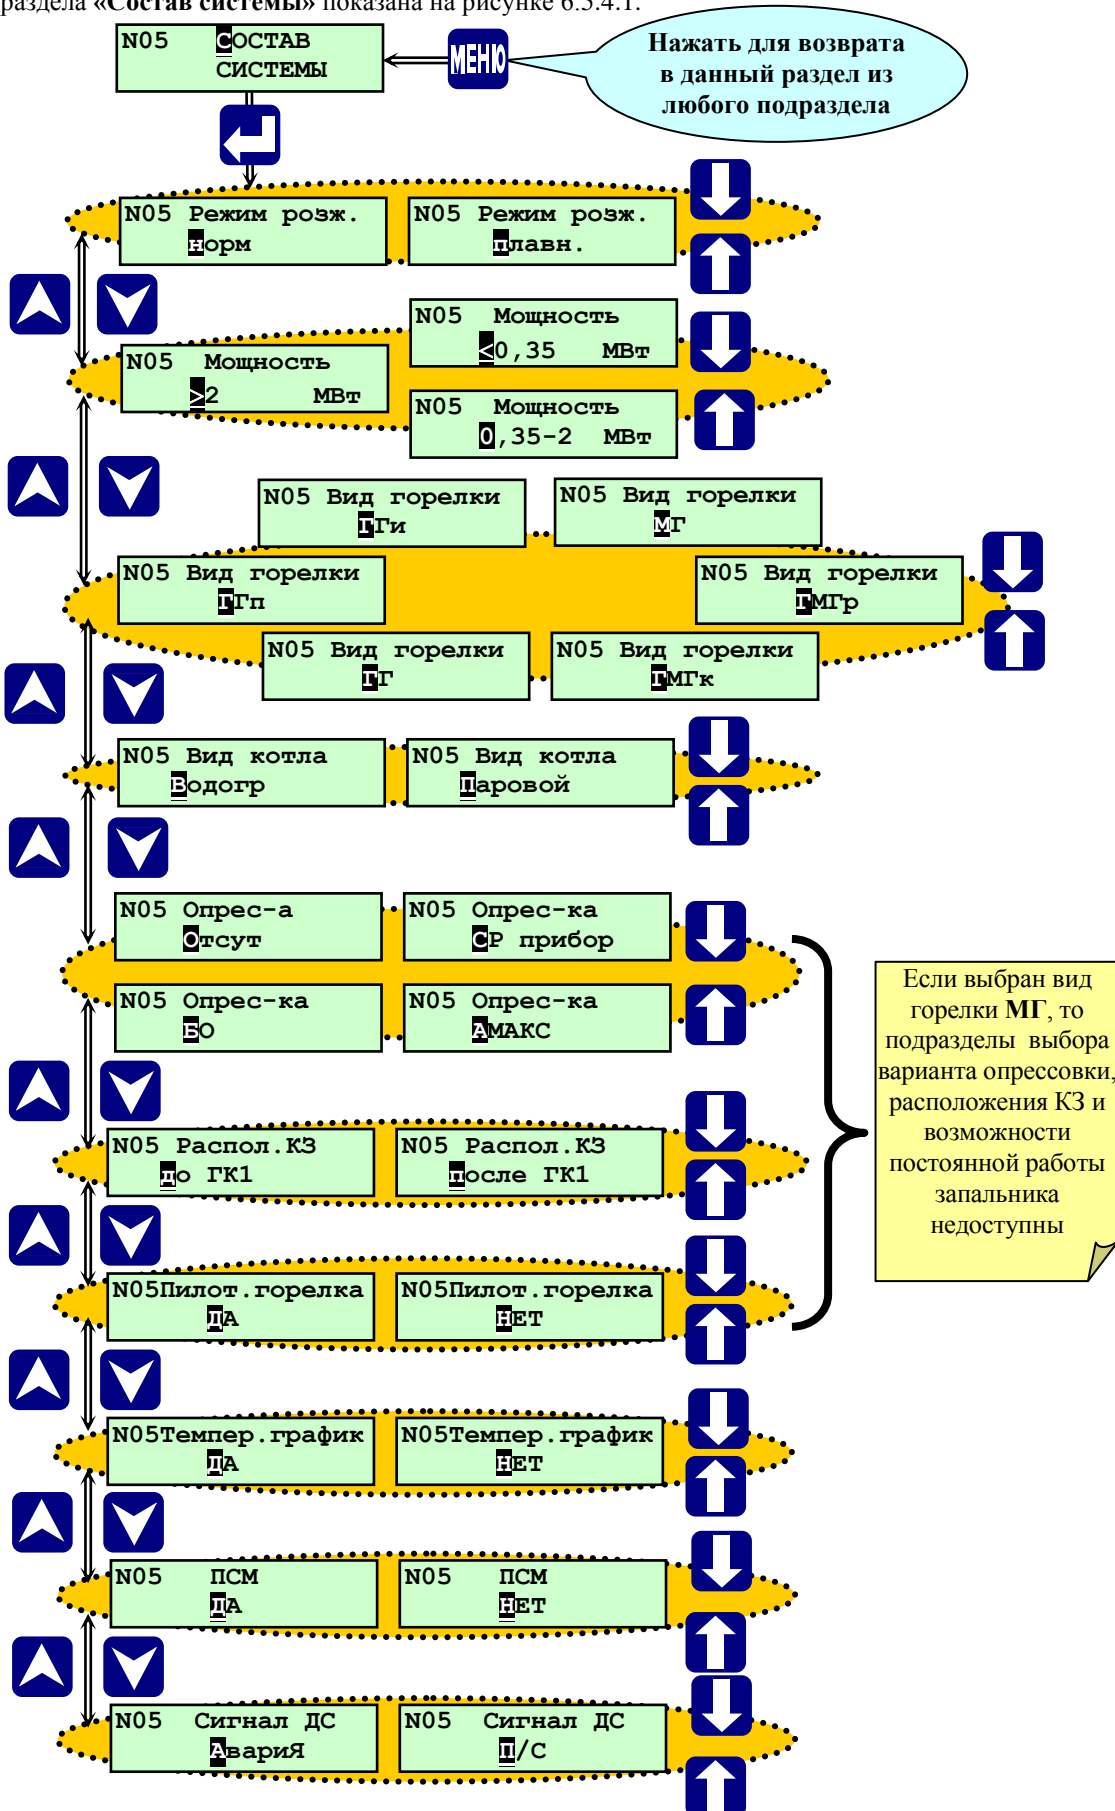 раздела «Состав системы» показана на рисунке 6.5.4.1.
N05 СОСТАВ
СИСТЕМЫ
МЕНЮ
Нажать для возврата
в данный раздел из
любого подраздела
N05 Режим розж.
норм
N05 Режим розж.
плавн.
N05 Мощность
>2 МВт
N05 Мощность
<0,35 МВт
N05 Мощность
0,35-2 МВт
N05 Вид горелки
ГГи
N05 Вид горелки
МГ
N05 Вид горелки
ГГп
N05 Вид горелки
ГМГр
N05 Вид горелки
ГГ
N05 Вид горелки
ГМГк
N05 Вид котла
Водогр
N05 Вид котла
Паровой
N05 Опрес-а
Отсут
N05 Опрес-ка
СР прибор
N05 Опрес-ка
БО
N05 Опрес-ка
АМАКС
Если выбран вид
горелки МГ, то
подразделы выбора
варианта опрессовки,
расположения КЗ и
возможности
постоянной работы
запальника
недоступны
N05 Распол.КЗ
до ГК1
N05 Распол.КЗ
после ГК1
N05Пилот.горелка
ДА
N05Пилот.горелка
НЕТ
N05Темпер.график
ДА
N05Темпер.график
НЕТ
N05 ПСМ
ДА
N05 ПСМ
НЕТ
N05 Сигнал ДС
АвариЯ
N05 Сигнал ДС
П/С